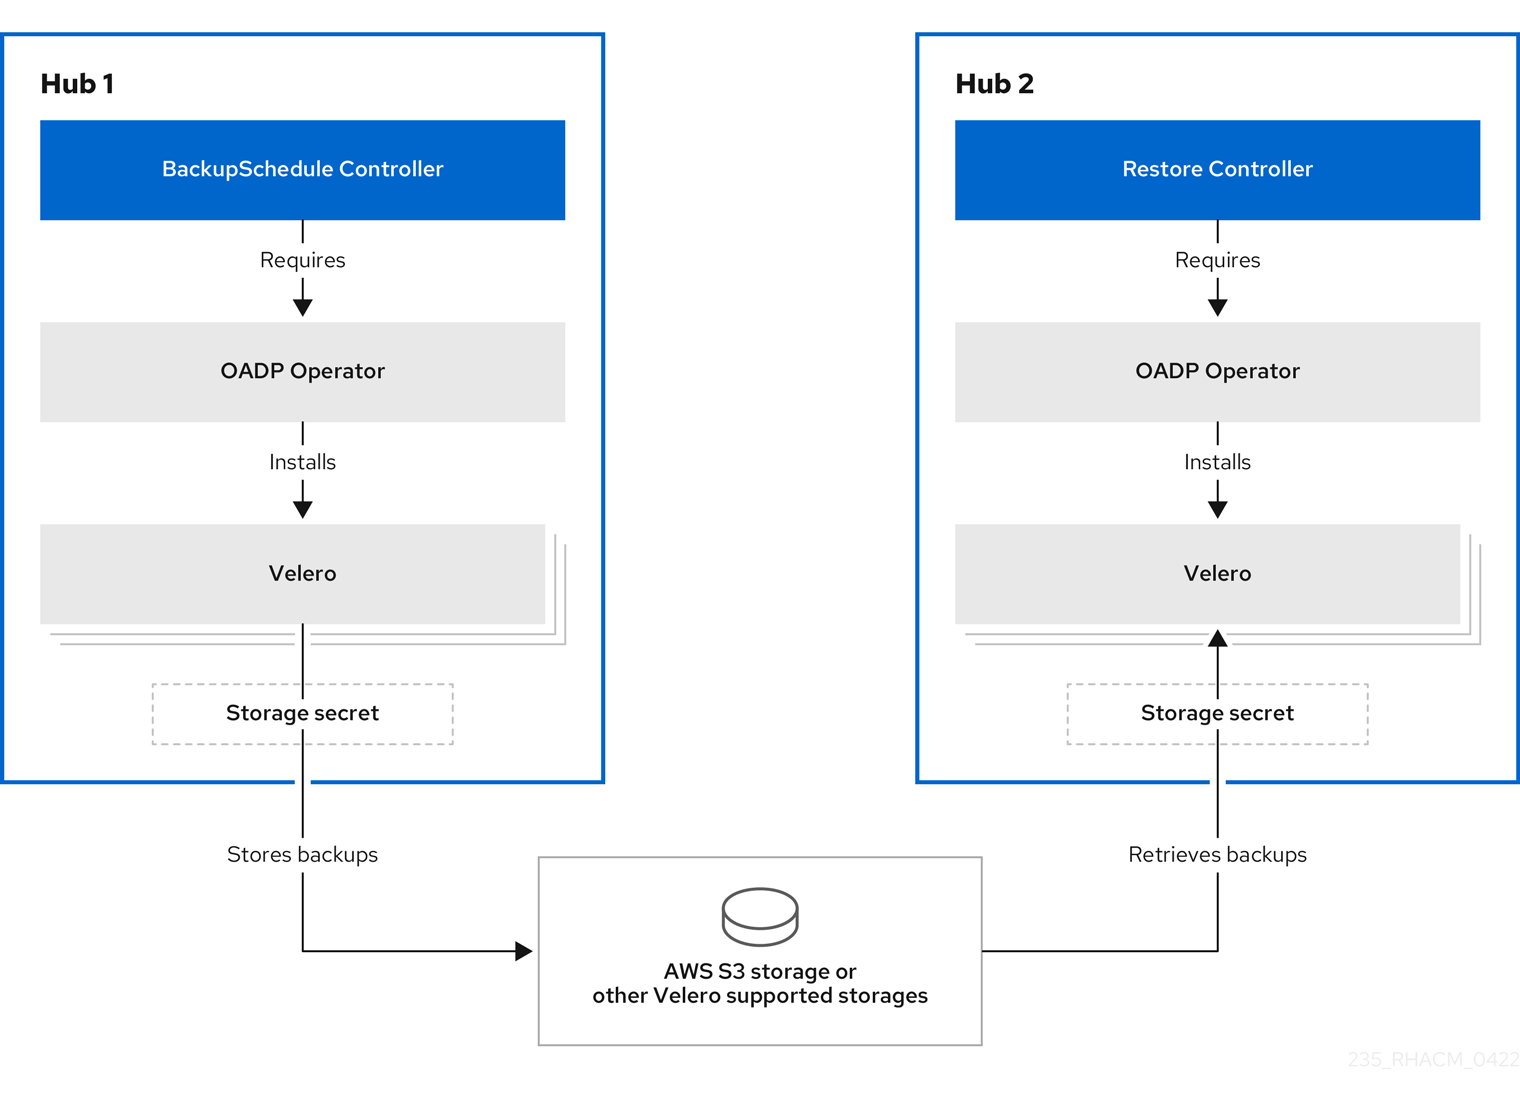 Hub 1
BackupSchedule Controller
Requires
OADP Operator
Installs
Velero
Storage secret
Stores backups
Hub 2
Restore Controller
Requires
OADP Operator
Installs
Velero
Storage secret
Retrieves backups
AWS S3 storage or
other Velero supported storages
235_RHACM_0422